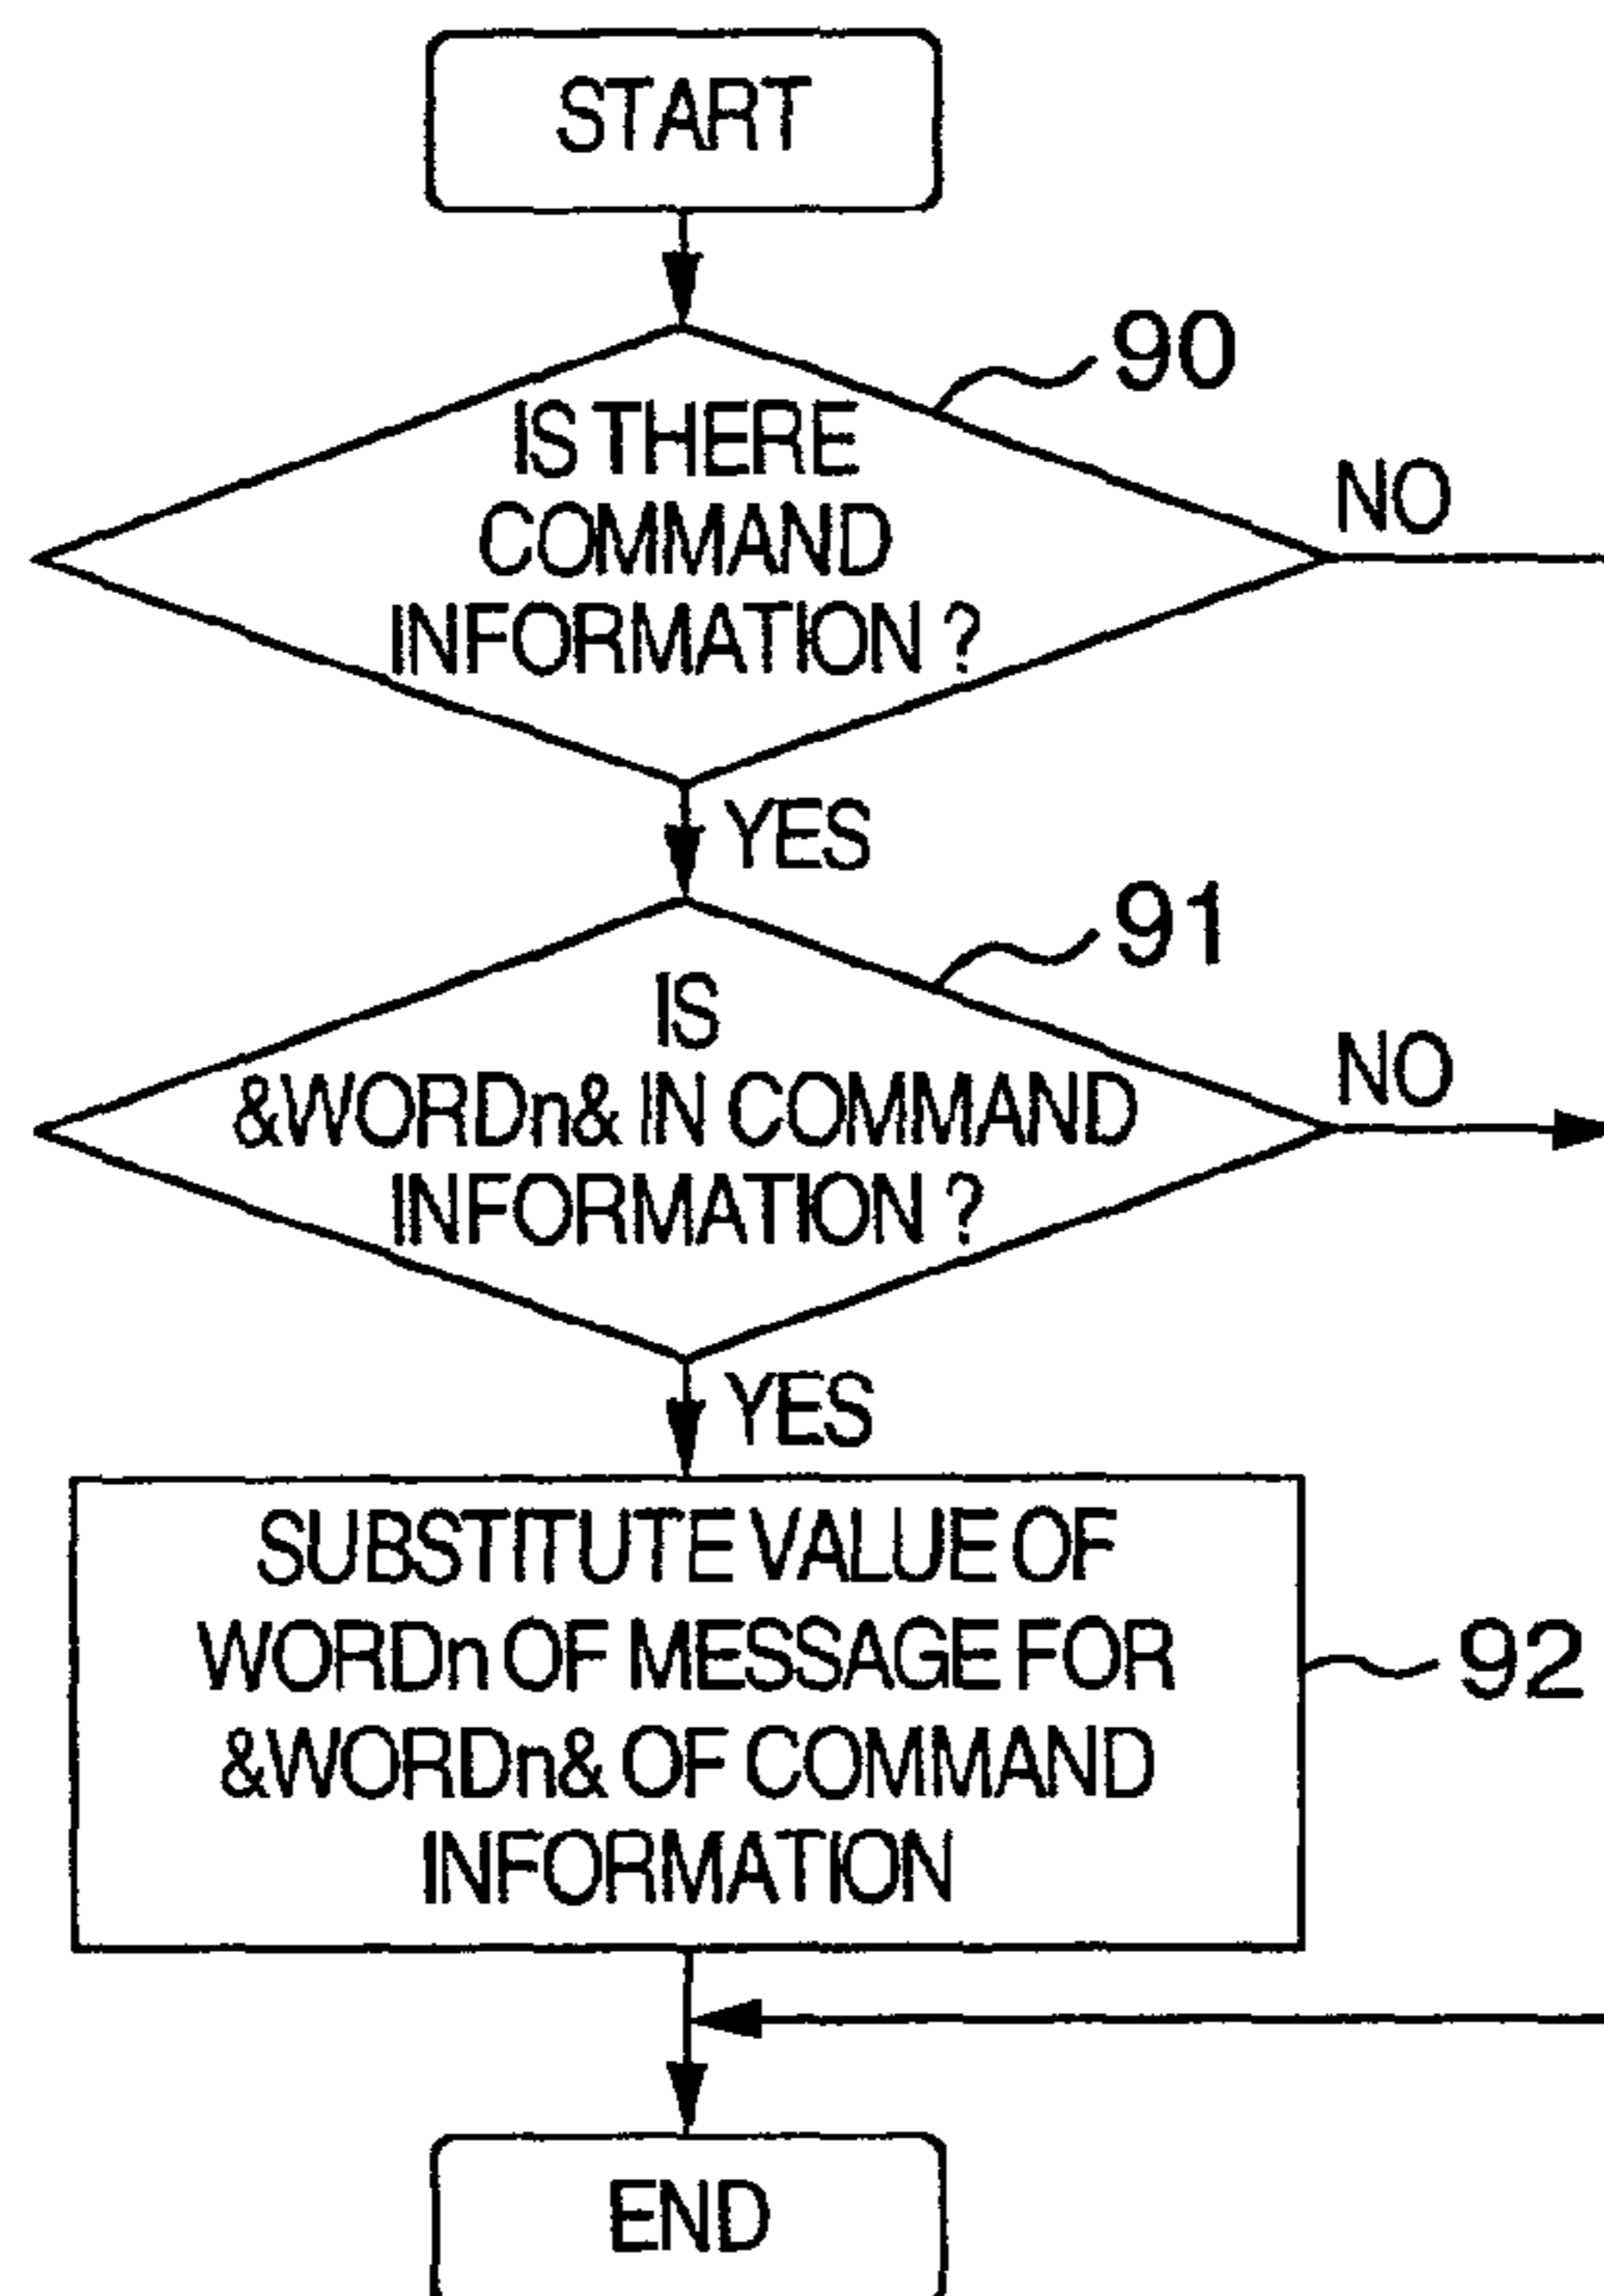 START
90
IS THERE
COMMAND
INFORMATION ?
NO
YES
91
IS
&WORDn& IN COMMAND
INFORMATION ?
NO
YES
SUBSTITUTE VALUE OF
WORDn OF MESSAGE FOR
&WORDn& OF COMMAND
INFORMATION
92
END